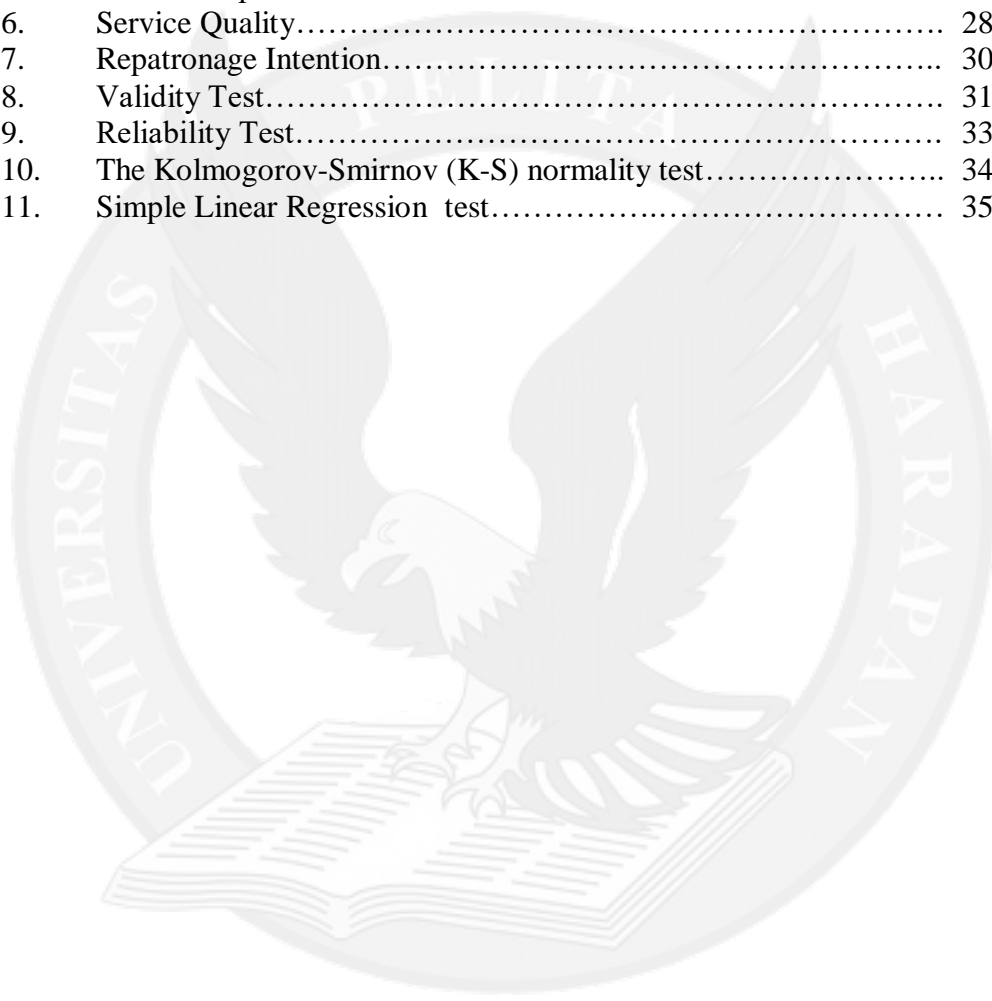 6. Service Quality……………………………………………………. 28
7. Repatronage Intention…………………………………………….. 30
8. Validity Test………………………………………………………. 31
9. Reliability Test……………………………………………………. 33
10. The Kolmogorov-Smirnov (K-S) normality test………………….. 34
11. Simple Linear Regression  test…………….……………………… 35
UNIVERSITAS PELITA HARAPAN